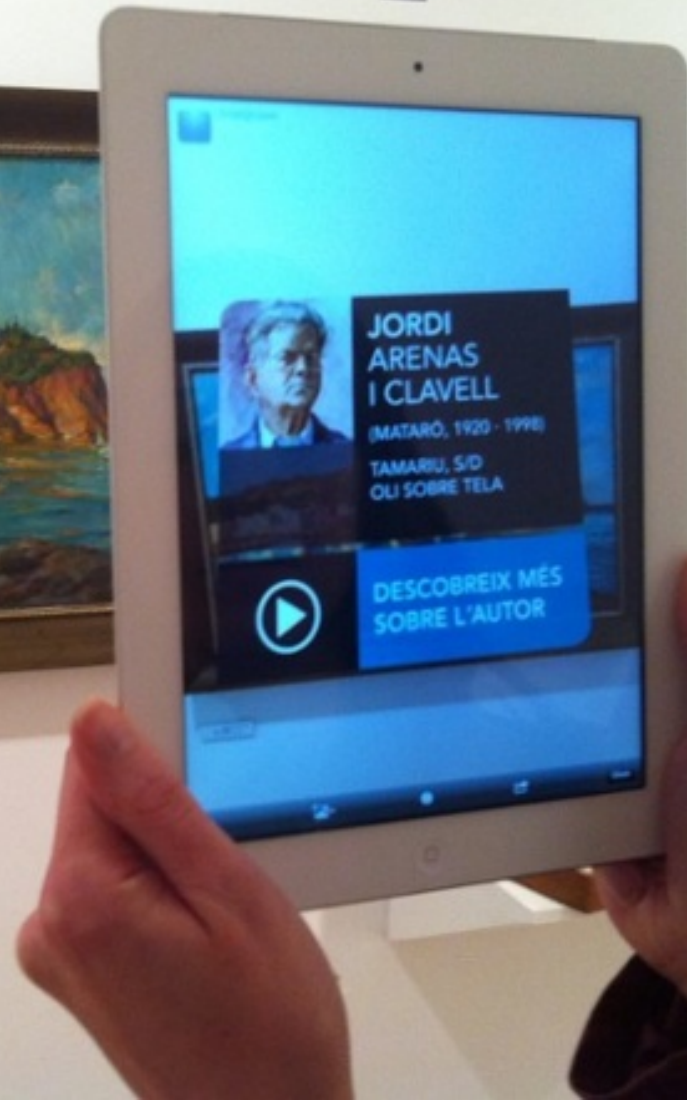 JORDI
ARENAS
I CLAVELL
(MATARÓ, 1920 - 1998)
TAMARIU, S/D
OLI SOBRE TELA
DESCOBREIX MÉS
SOBRE L'AUTOR